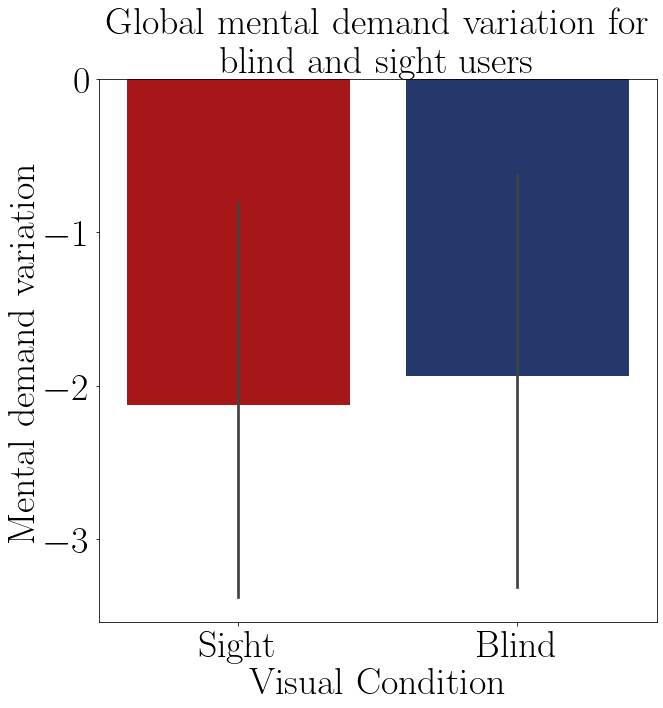 Global mental demand variation for
blind and sight users
Mental demand variation
0
−1
−2
−3
Sight
Blind
Visual Condition